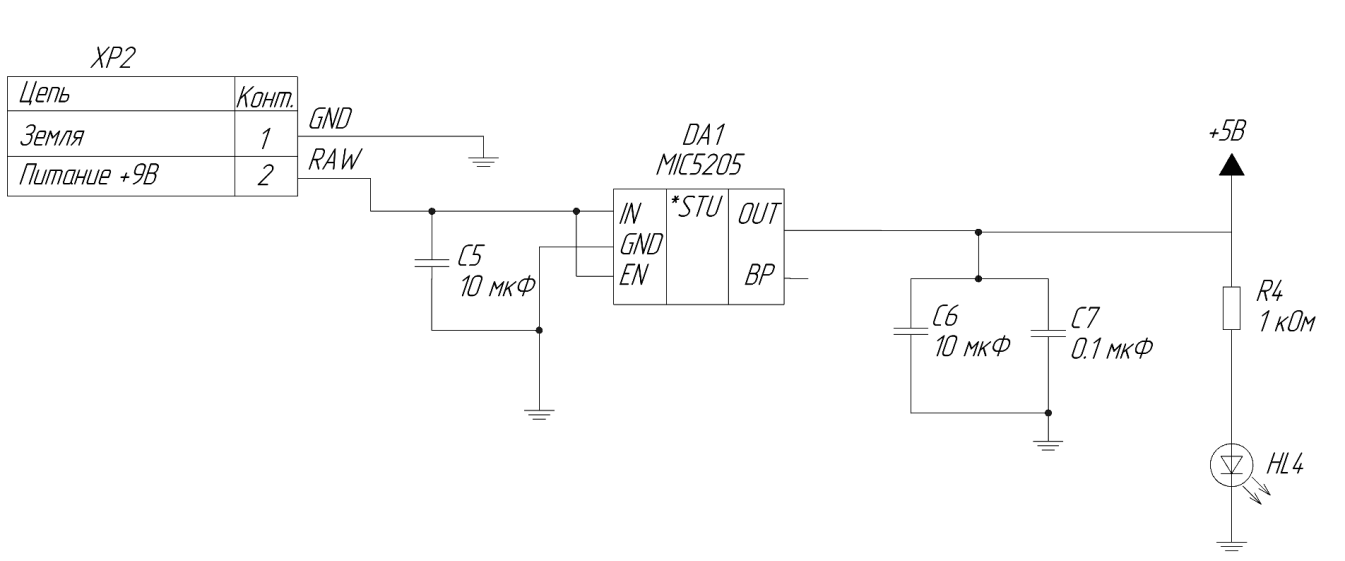 XP2
Цепь Конт.
Земля 1
Питание +9В 2
GND
RAW
C5
10 мкФ
DA1
MIC5205
IN *STU OUT
GND
EN BP
C6
10 мкФ
C7
0.1 мкФ
+5В
R4
1 кОм
HL4